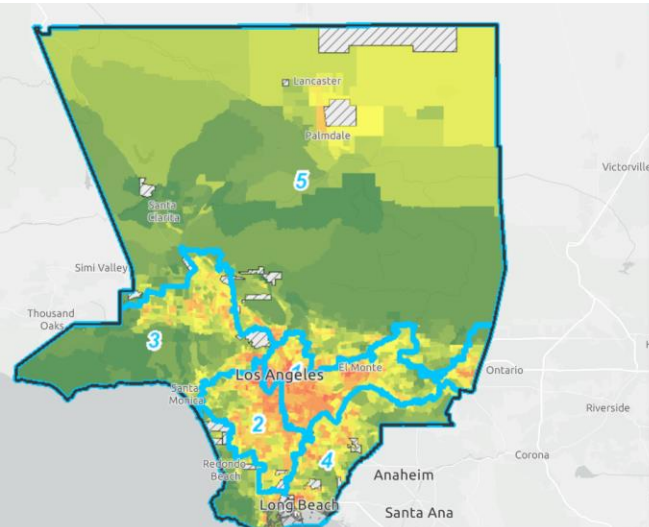 Lancaster
Palmdale
Victorville
5
Santa
Clarita
Simi Valley
Thousand
Oaks
3
1
El Monte
Los Angeles
Ontario
Santa
Monica
Riverside
2
4
Redondo
Beach
Corona
Anaheim
Long Beach
Santa Ana